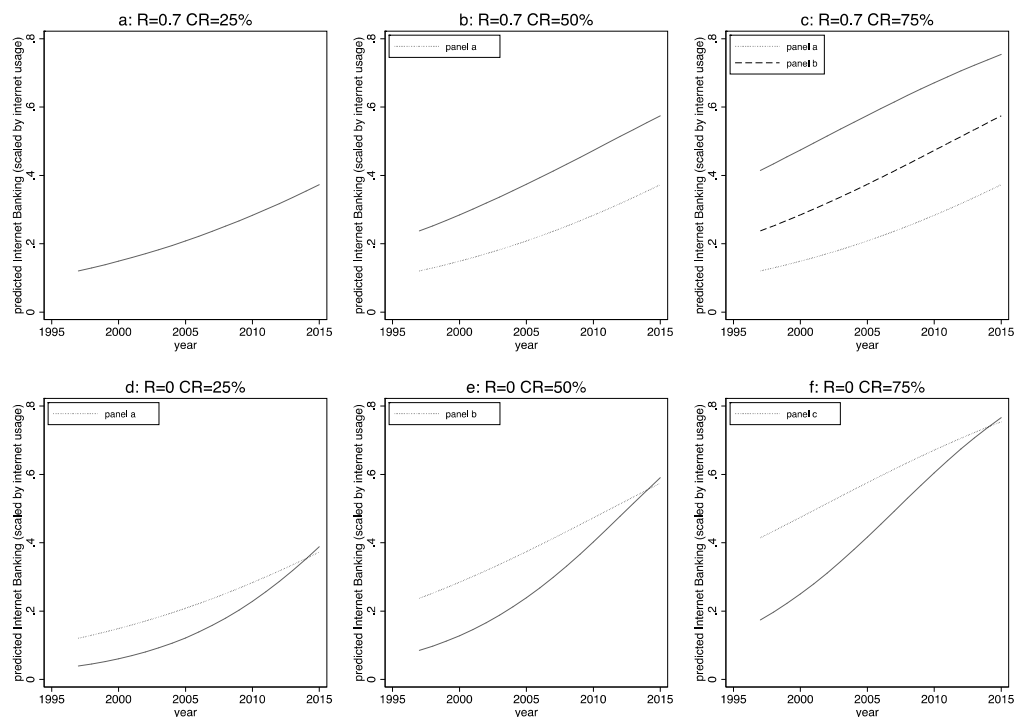 a: R=0.7 CR=25%
predicted Internet Banking (scaled by internet usage)
.8
.6
.4
.2
0
1995 2000 2005 2010 2015
year
b: R=0.7 CR=50%
panel a
predicted Internet Banking (scaled by internet usage)
.8
.6
.4
.2
0
1995 2000 2005 2010 2015
year
c: R=0.7 CR=75%
panel a
panel b
predicted Internet Banking (scaled by internet usage)
.8
.6
.4
.2
0
1995 2000 2005 2010 2015
year
d: R=0 CR=25%
panel a
predicted Internet Banking (scaled by internet usage)
.8
.6
.4
.2
0
1995 2000 2005 2010 2015
year
e: R=0 CR=50%
panel b
predicted Internet Banking (scaled by internet usage)
.8
.6
.4
.2
0
1995 2000 2005 2010 2015
year
f: R=0 CR=75%
panel c
predicted Internet Banking (scaled by internet usage)
.8
.6
.4
.2
0
1995 2000 2005 2010 2015
year